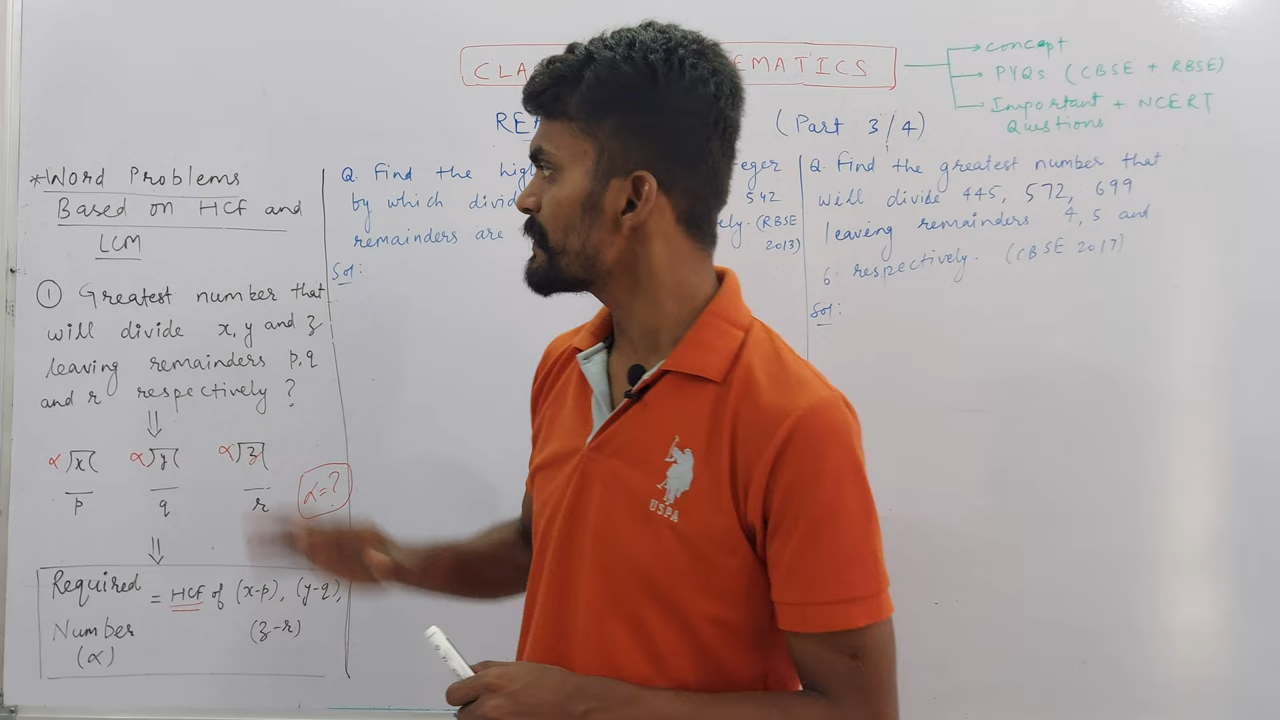 CLA EMATICS
concept
PYQs (CBSE + RBSE)
Important + NCERT
Questions
REA (Part 3/4)
*Word Problems
Based on HCF and
LCM
① Greatest number that
will divide x, y and z
leaving remainders p, q
and r respectively ?
⇓
α)x( α)y( α)z(
p q r
α=?
⇓
Required
Number
(α)
= HCF of (x-p), (y-q),
(z-r)
Q. Find the hig eger
by which divid 542
remainders are ely. (RBSE
2013)
Sol:
Q. Find the greatest number that
will divide 445, 572, 699
leaving remainders 4, 5 and
6 respectively. (CBSE 2017)
Sol:
USPA